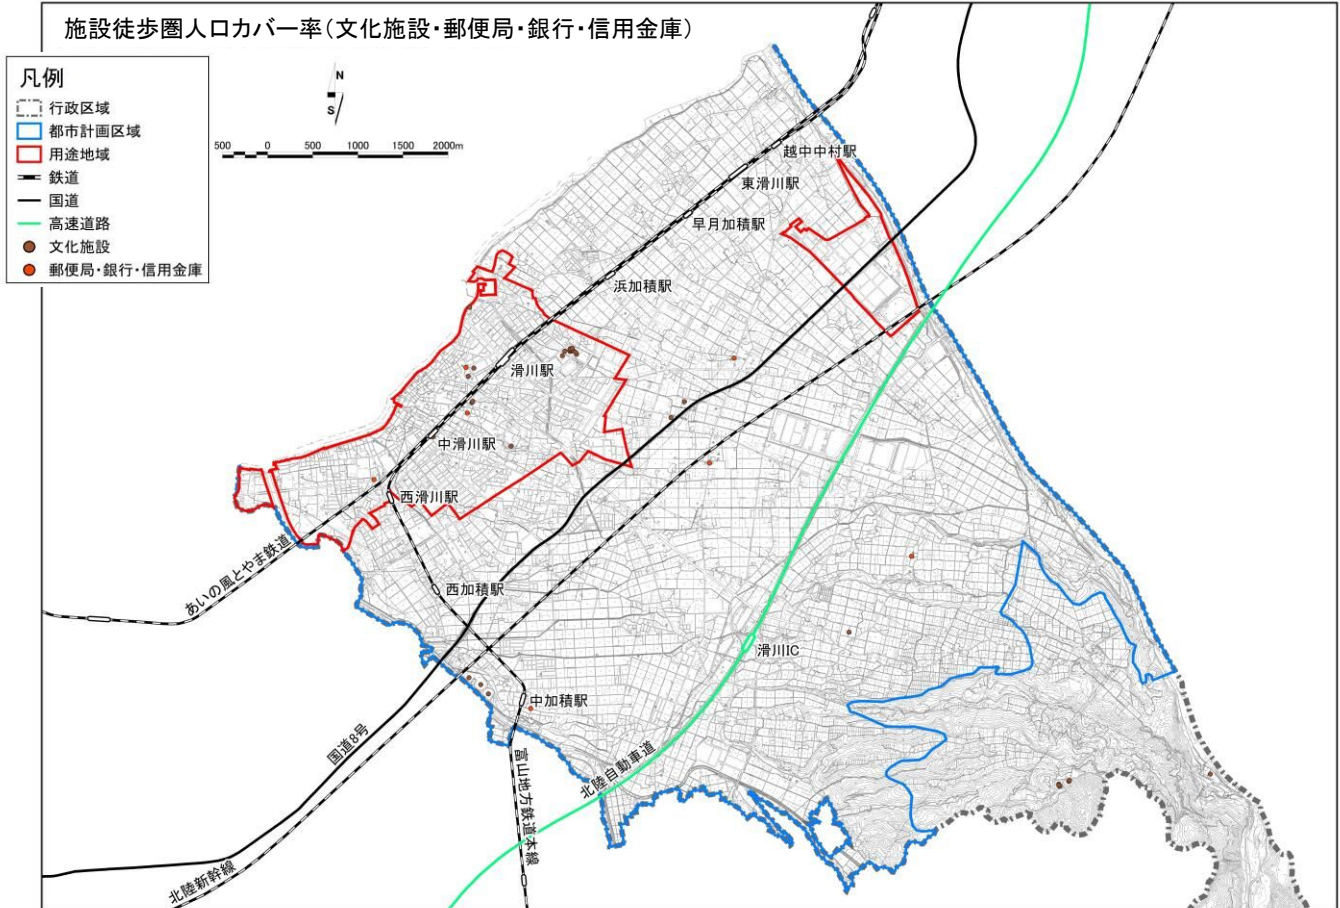 施設徒歩圏人口カバー率(文化施設・郵便局・銀行・信用金庫)
凡例
行政区域
都市計画区域
用途地域
鉄道
国道
高速道路
文化施設
郵便局・銀行・信用金庫
N
S
500 0 500 1000 1500 2000m
越中中村駅
東滑川駅
早月加積駅
浜加積駅
滑川駅
中滑川駅
西滑川駅
あいの風とやま鉄道
西加積駅
滑川IC
中加積駅
国道8号
北陸自動車道
富山地方鉄道本線
北陸新幹線